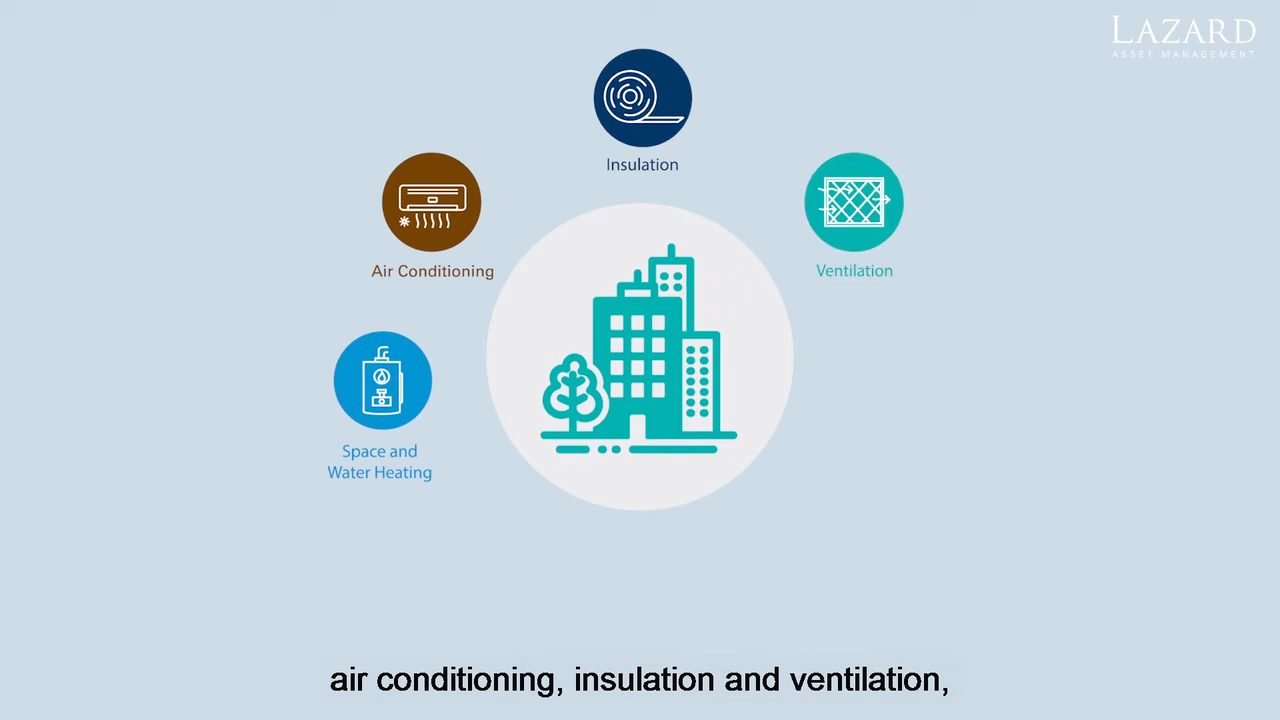 LAZARD
ASSET MANAGEMENT
Insulation
Air Conditioning
Ventilation
Space and
Water Heating
air conditioning, insulation and ventilation,